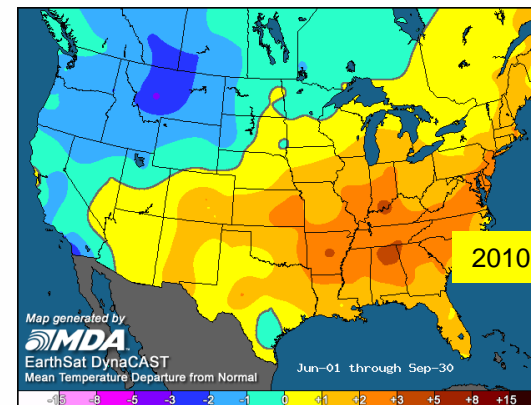 2010
Map generated by
MDA
EarthSat DynaCAST
Mean Temperature Departure from Normal
Jun-01 through Sep-30
-15 -8 -5 -3 -2 -1 0 +1 +2 +3 +5 +8 +15